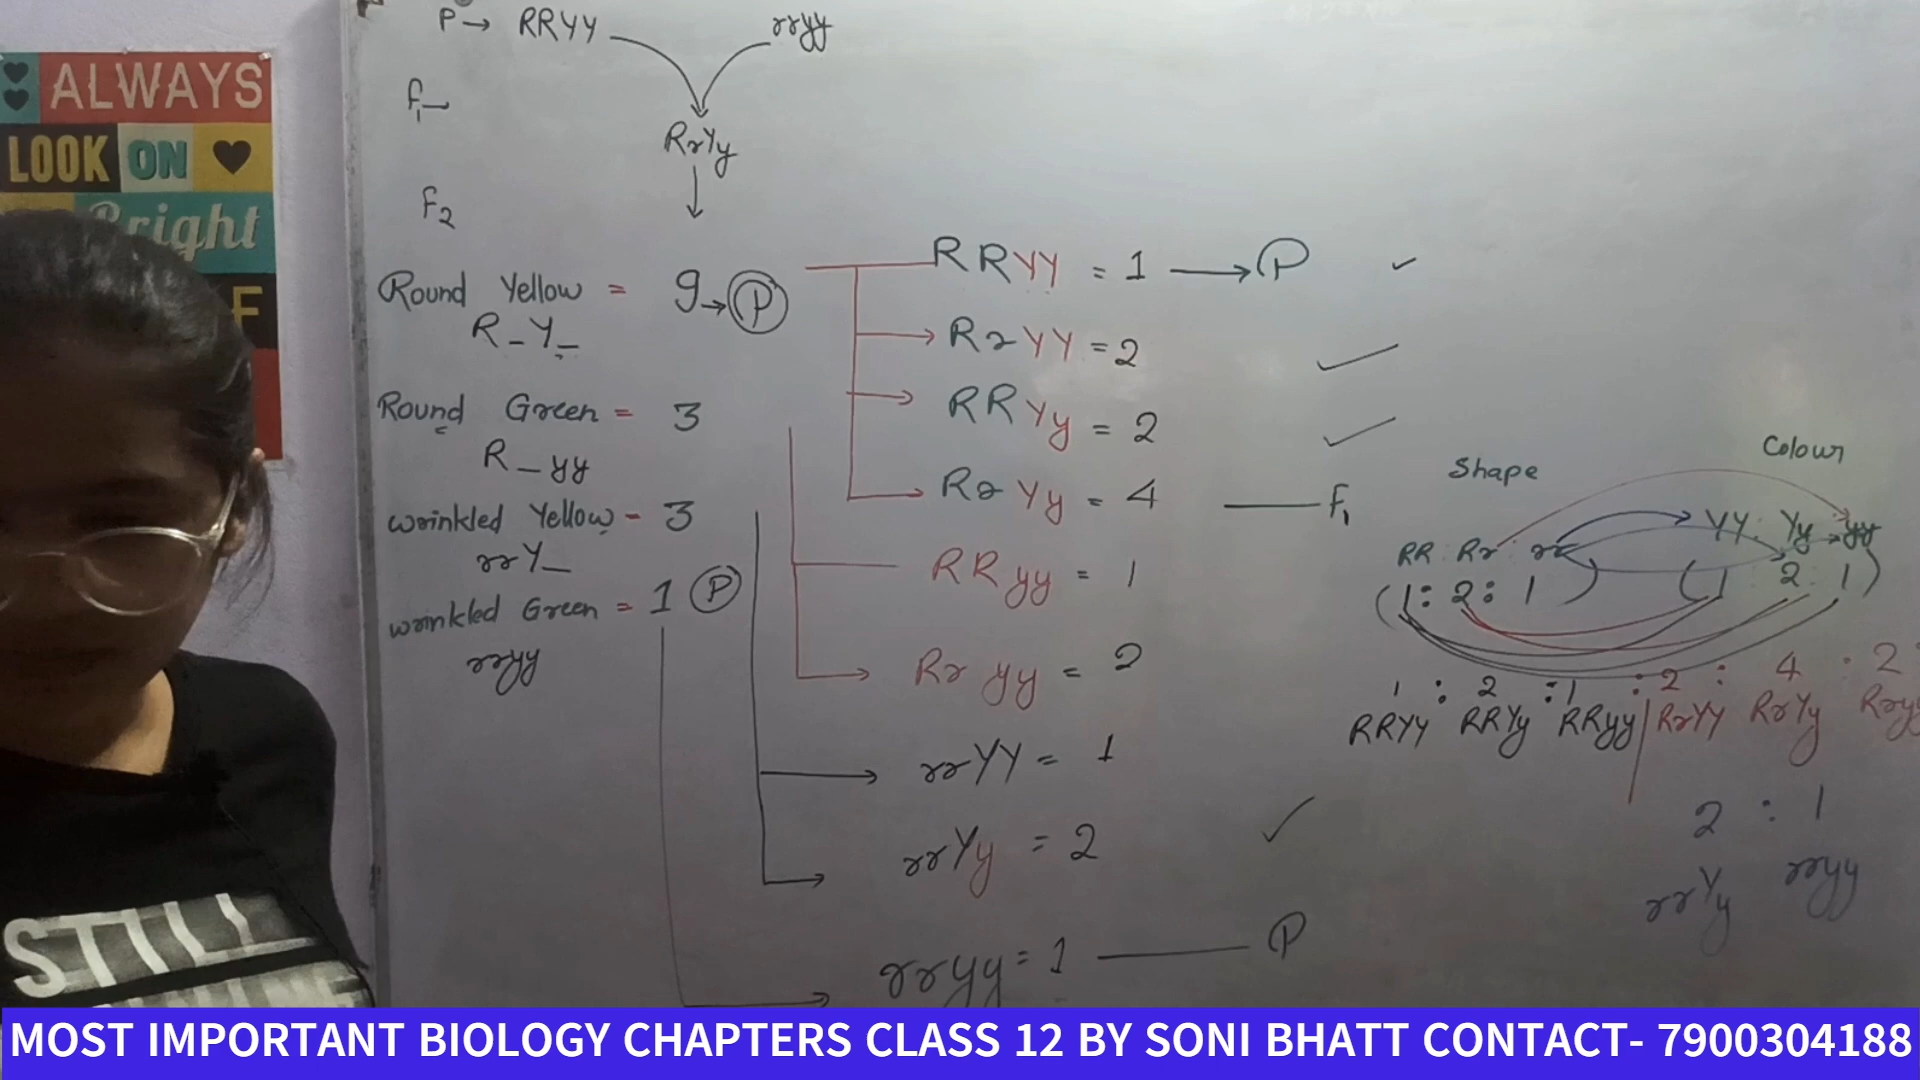 ALWAYS
LOOK ON
Bright
F
P→ RRYY rryy
F1→
RrYy
F2
Round Yellow = 9→P
R_Y_
Round Green = 3
R_yy
wrinkled Yellow - 3
rrY_
wrinkled Green = 1 P
rryy
RRYY = 1 → P ✓
RrYY = 2 ✓
RRYy = 2 ✓
RrYy = 4 — F1
RRyy = 1
Rryy = 2
rrYY = 1
rrYy = 2 ✓
rryy = 1 — P
Shape Colour
RR : Rr : rr YY : Yy : yy
(1 : 2 : 1) (1 : 2 : 1)
1 : 2 : 1 : 2 : 4 : 2
RRYY RRYy RRyy | RrYY RrYy Rryy
2 : 1
rrYy rryy
STILL
MOST IMPORTANT BIOLOGY CHAPTERS CLASS 12 BY SONI BHATT CONTACT- 7900304188